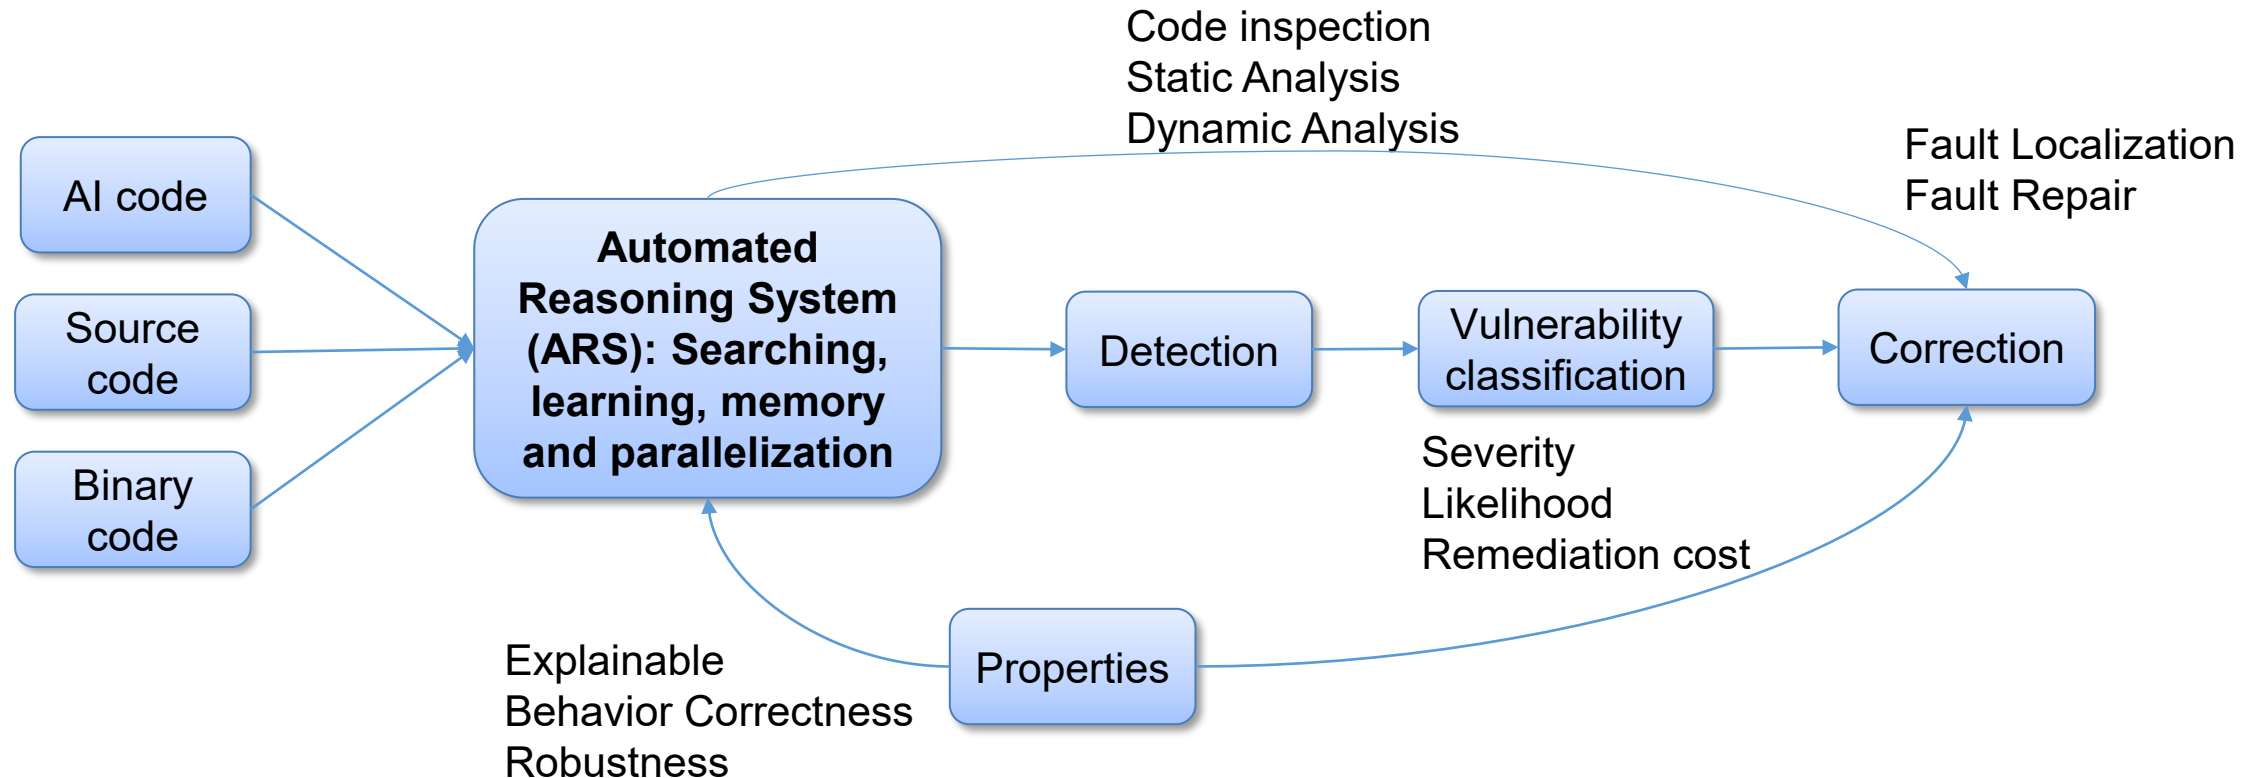 Code inspection
Static Analysis
Dynamic Analysis
Fault Localization
Fault Repair
AI code
Source
code
Binary
code
Automated
Reasoning System
(ARS): Searching,
learning, memory
and parallelization
Detection
Vulnerability
classification
Correction
Severity
Likelihood
Remediation cost
Properties
Explainable
Behavior Correctness
Robustness